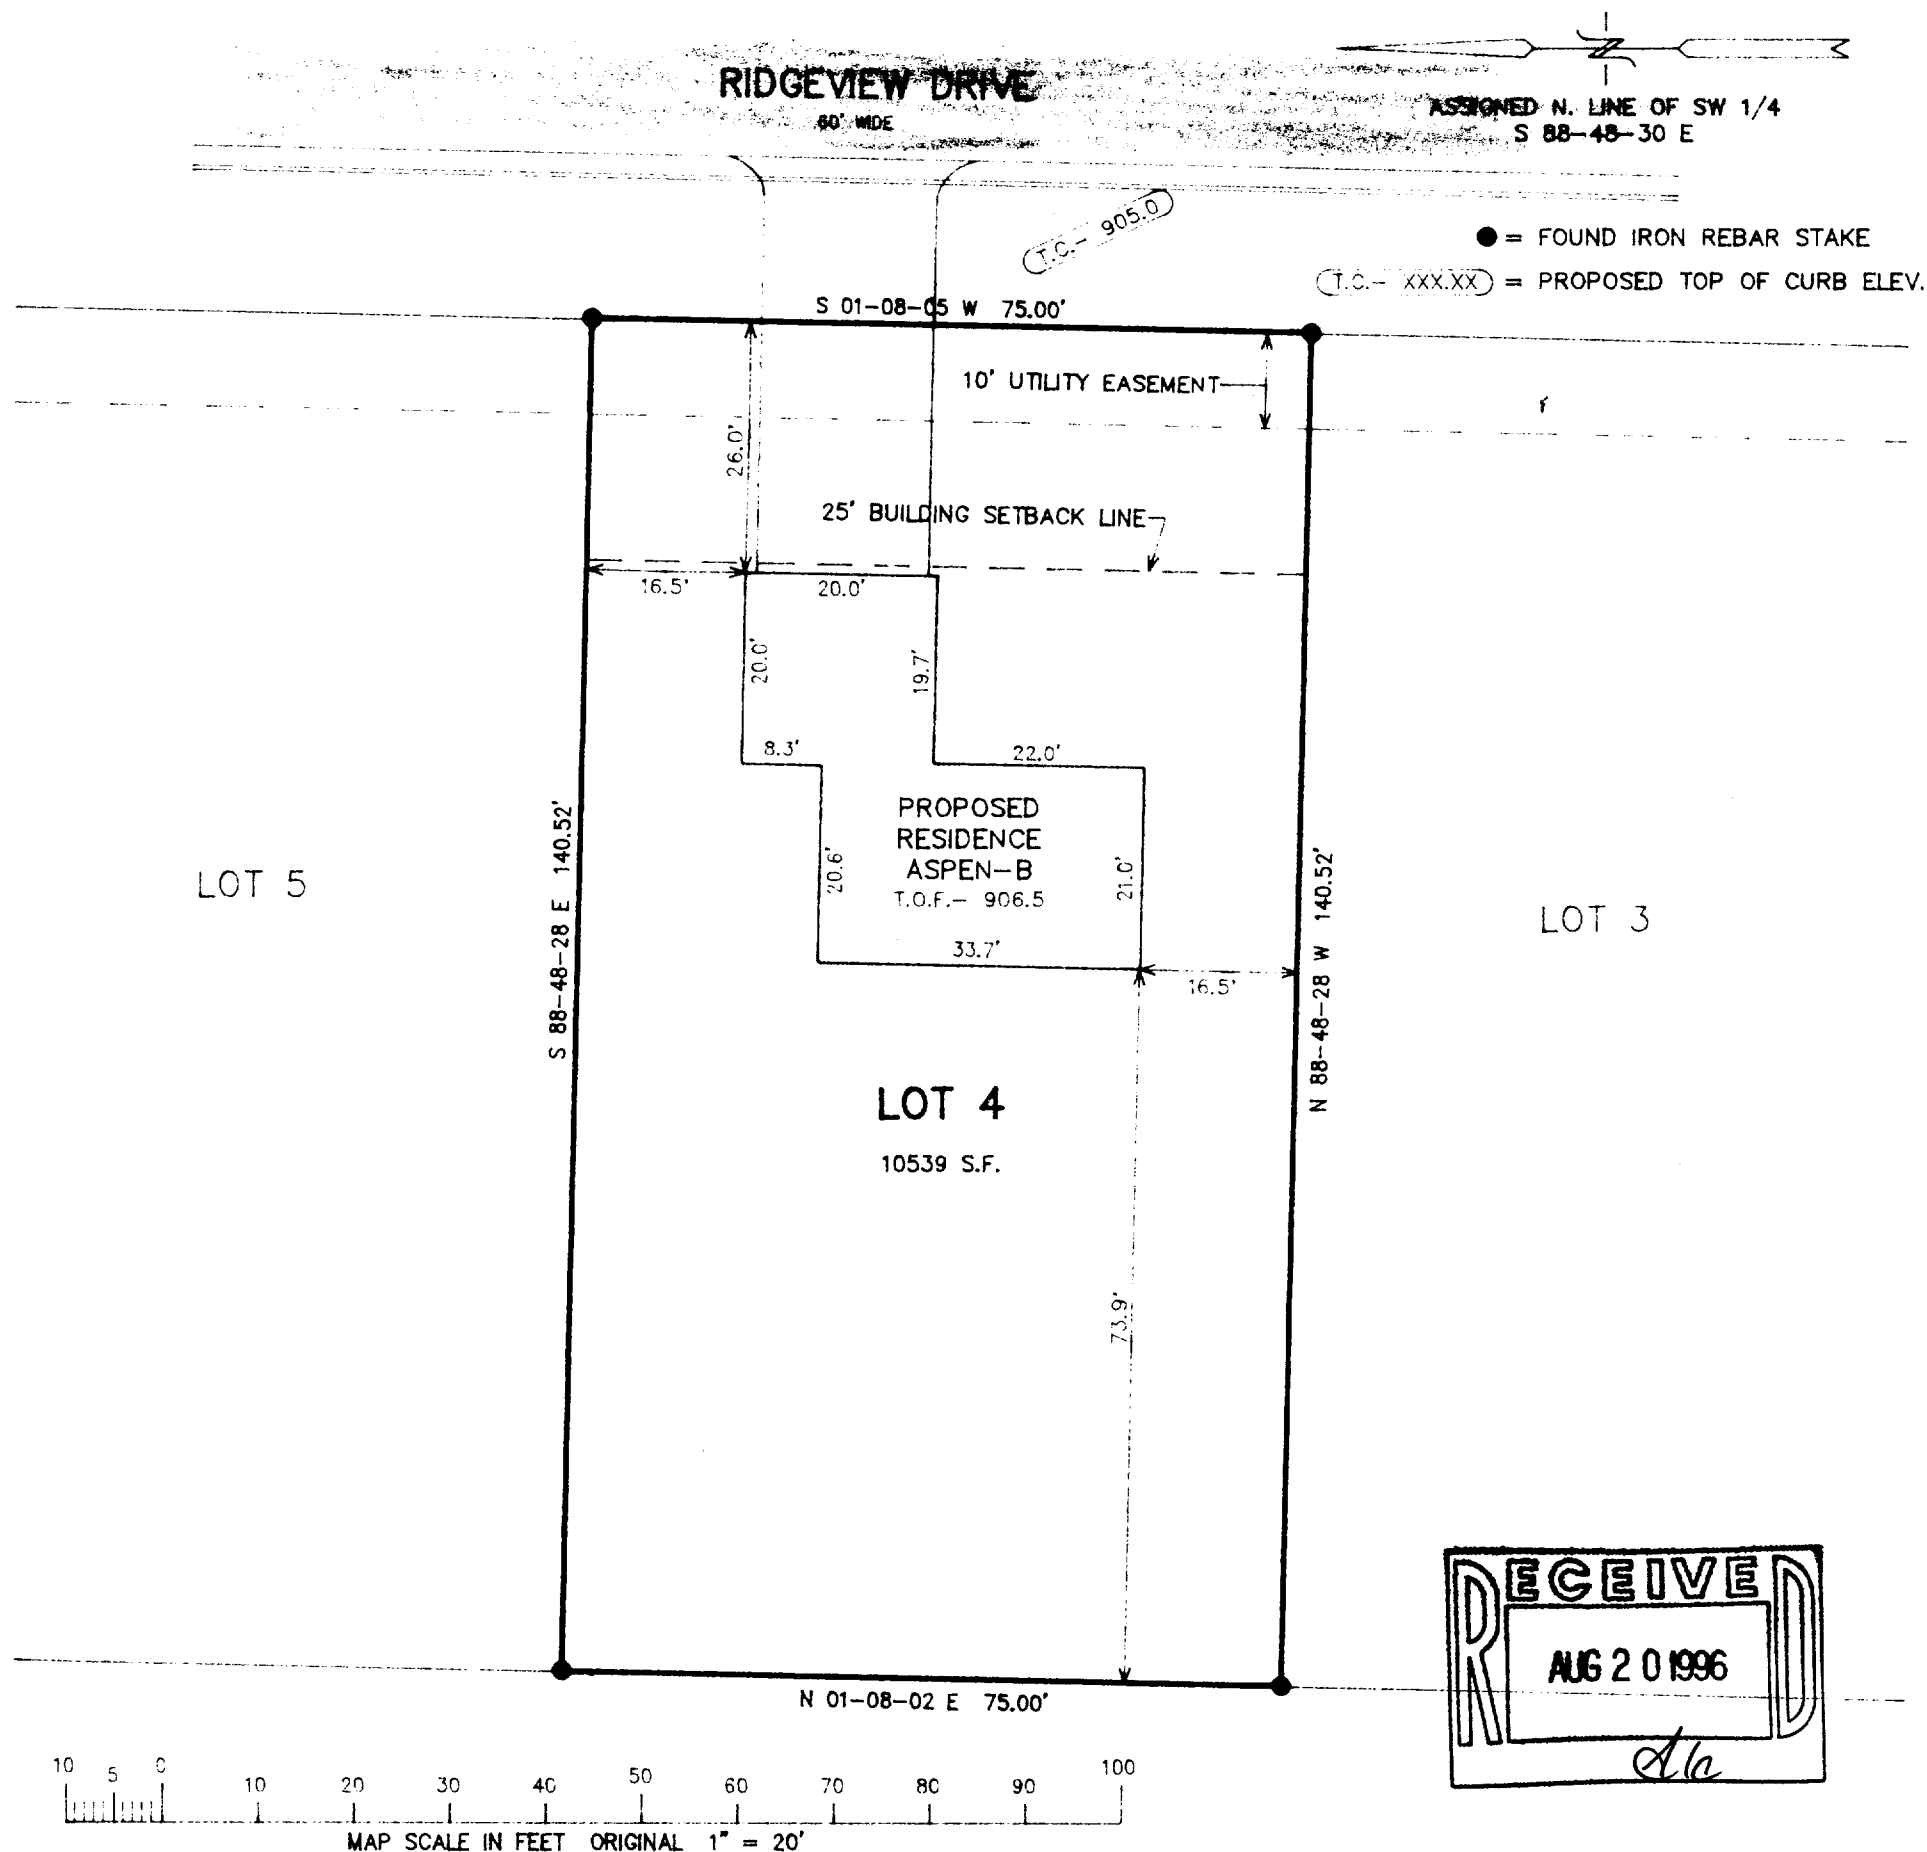 RIDGEVIEW DRIVE
60' WIDE
ASSIGNED N. LINE OF SW 1/4
S 88-48-30 E
T.C.- 905.0
= FOUND IRON REBAR STAKE
T.C.- XXX.XX = PROPOSED TOP OF CURB ELEV.
S 01-08-05 W 75.00'
10' UTILITY EASEMENT
26.0'
25' BUILDING SETBACK LINE
16.5'
20.0'
20.0'
19.7'
8.3'
22.0'
PROPOSED
RESIDENCE
ASPEN-B
T.O.F.- 906.5
20.6'
21.0'
33.7'
16.5'
S 88-48-28 E 140.52'
N 88-48-28 W 140.52'
LOT 5
LOT 3
LOT 4
10539 S.F.
73.9'
N 01-08-02 E 75.00'
RECEIVED
AUG 20 1996
10 5 0 10 20 30 40 50 60 70 80 90 100
MAP SCALE IN FEET ORIGINAL 1" = 20'